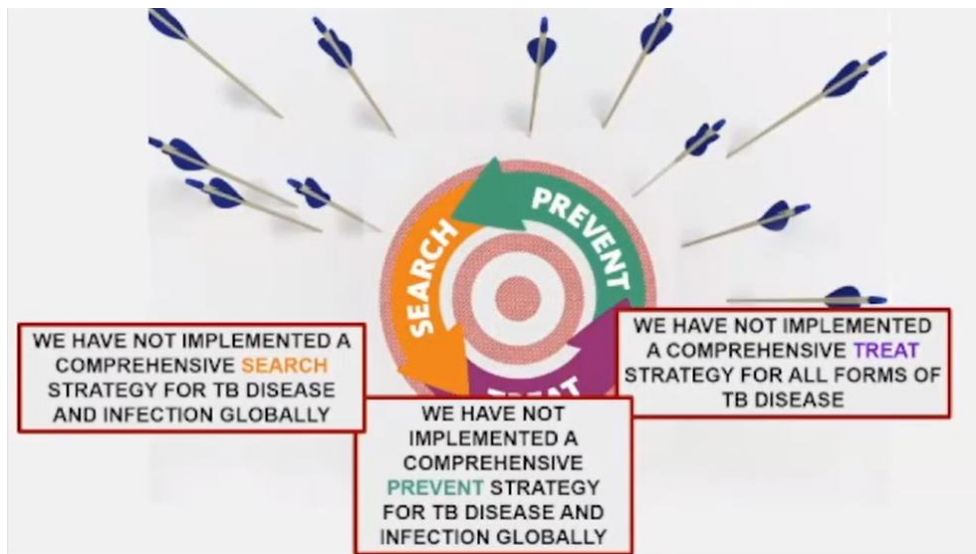 PREVENT
SEARCH
TREAT
WE HAVE NOT IMPLEMENTED A
COMPREHENSIVE SEARCH
STRATEGY FOR TB DISEASE
AND INFECTION GLOBALLY
WE HAVE NOT
IMPLEMENTED A
COMPREHENSIVE
PREVENT STRATEGY
FOR TB DISEASE AND
INFECTION GLOBALLY
WE HAVE NOT IMPLEMENTED
A COMPREHENSIVE TREAT
STRATEGY FOR ALL FORMS OF
TB DISEASE